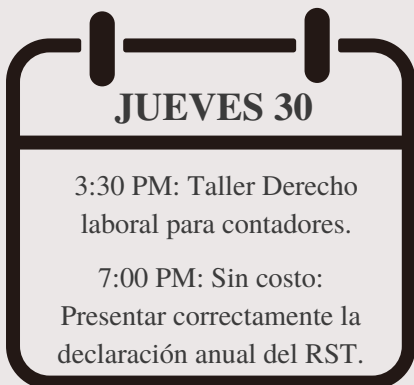 JUEVES 30
3:30 PM: Taller Derecho
laboral para contadores.
7:00 PM: Sin costo:
Presentar correctamente la
declaración anual del RST.